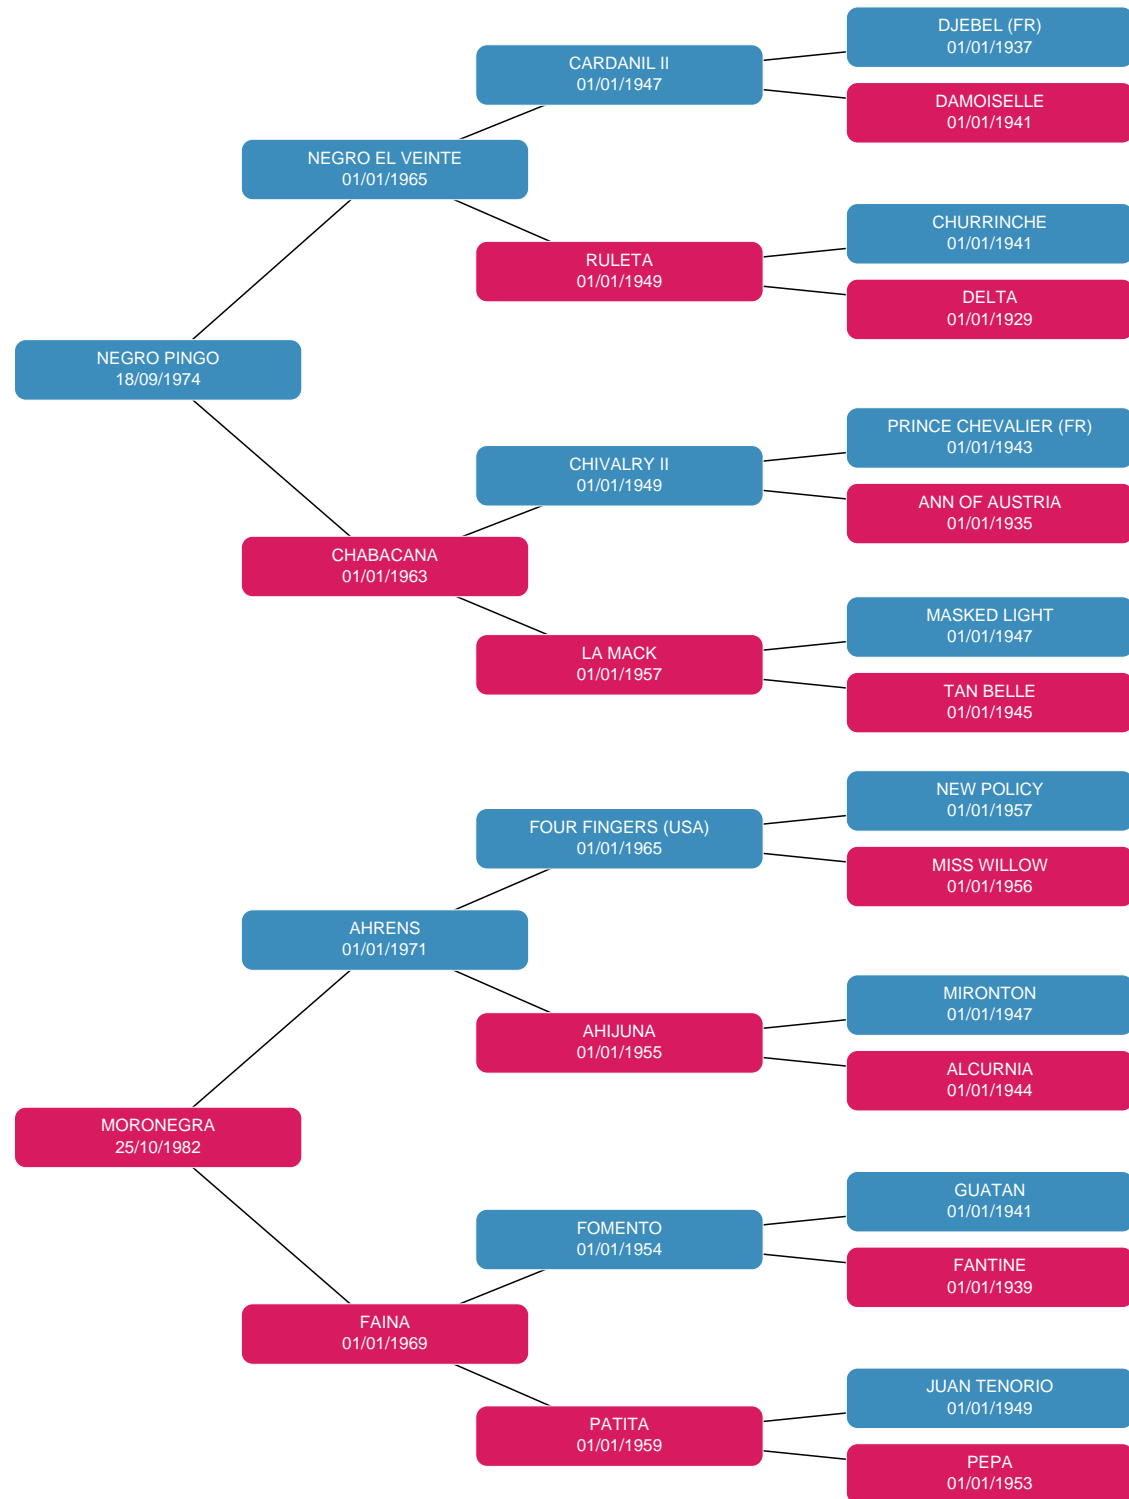 DJEBEL (FR)
01/01/1937
CARDANIL II
01/01/1947
DAMOISELLE
01/01/1941
NEGRO EL VEINTE
01/01/1965
CHURRINCHE
01/01/1941
RULETA
01/01/1949
DELTA
01/01/1929
NEGRO PINGO
18/09/1974
PRINCE CHEVALIER (FR)
01/01/1943
CHIVALRY II
01/01/1949
ANN OF AUSTRIA
01/01/1935
CHABACANA
01/01/1963
MASKED LIGHT
01/01/1947
LA MACK
01/01/1957
TAN BELLE
01/01/1945
NEW POLICY
01/01/1957
FOUR FINGERS (USA)
01/01/1965
MISS WILLOW
01/01/1956
AHRENS
01/01/1971
MIRONTON
01/01/1947
AHIJUNA
01/01/1955
ALCURNIA
01/01/1944
MORONEGRA
25/10/1982
GUATAN
01/01/1941
FOMENTO
01/01/1954
FANTINE
01/01/1939
FAINA
01/01/1969
JUAN TENORIO
01/01/1949
PATITA
01/01/1959
PEPA
01/01/1953